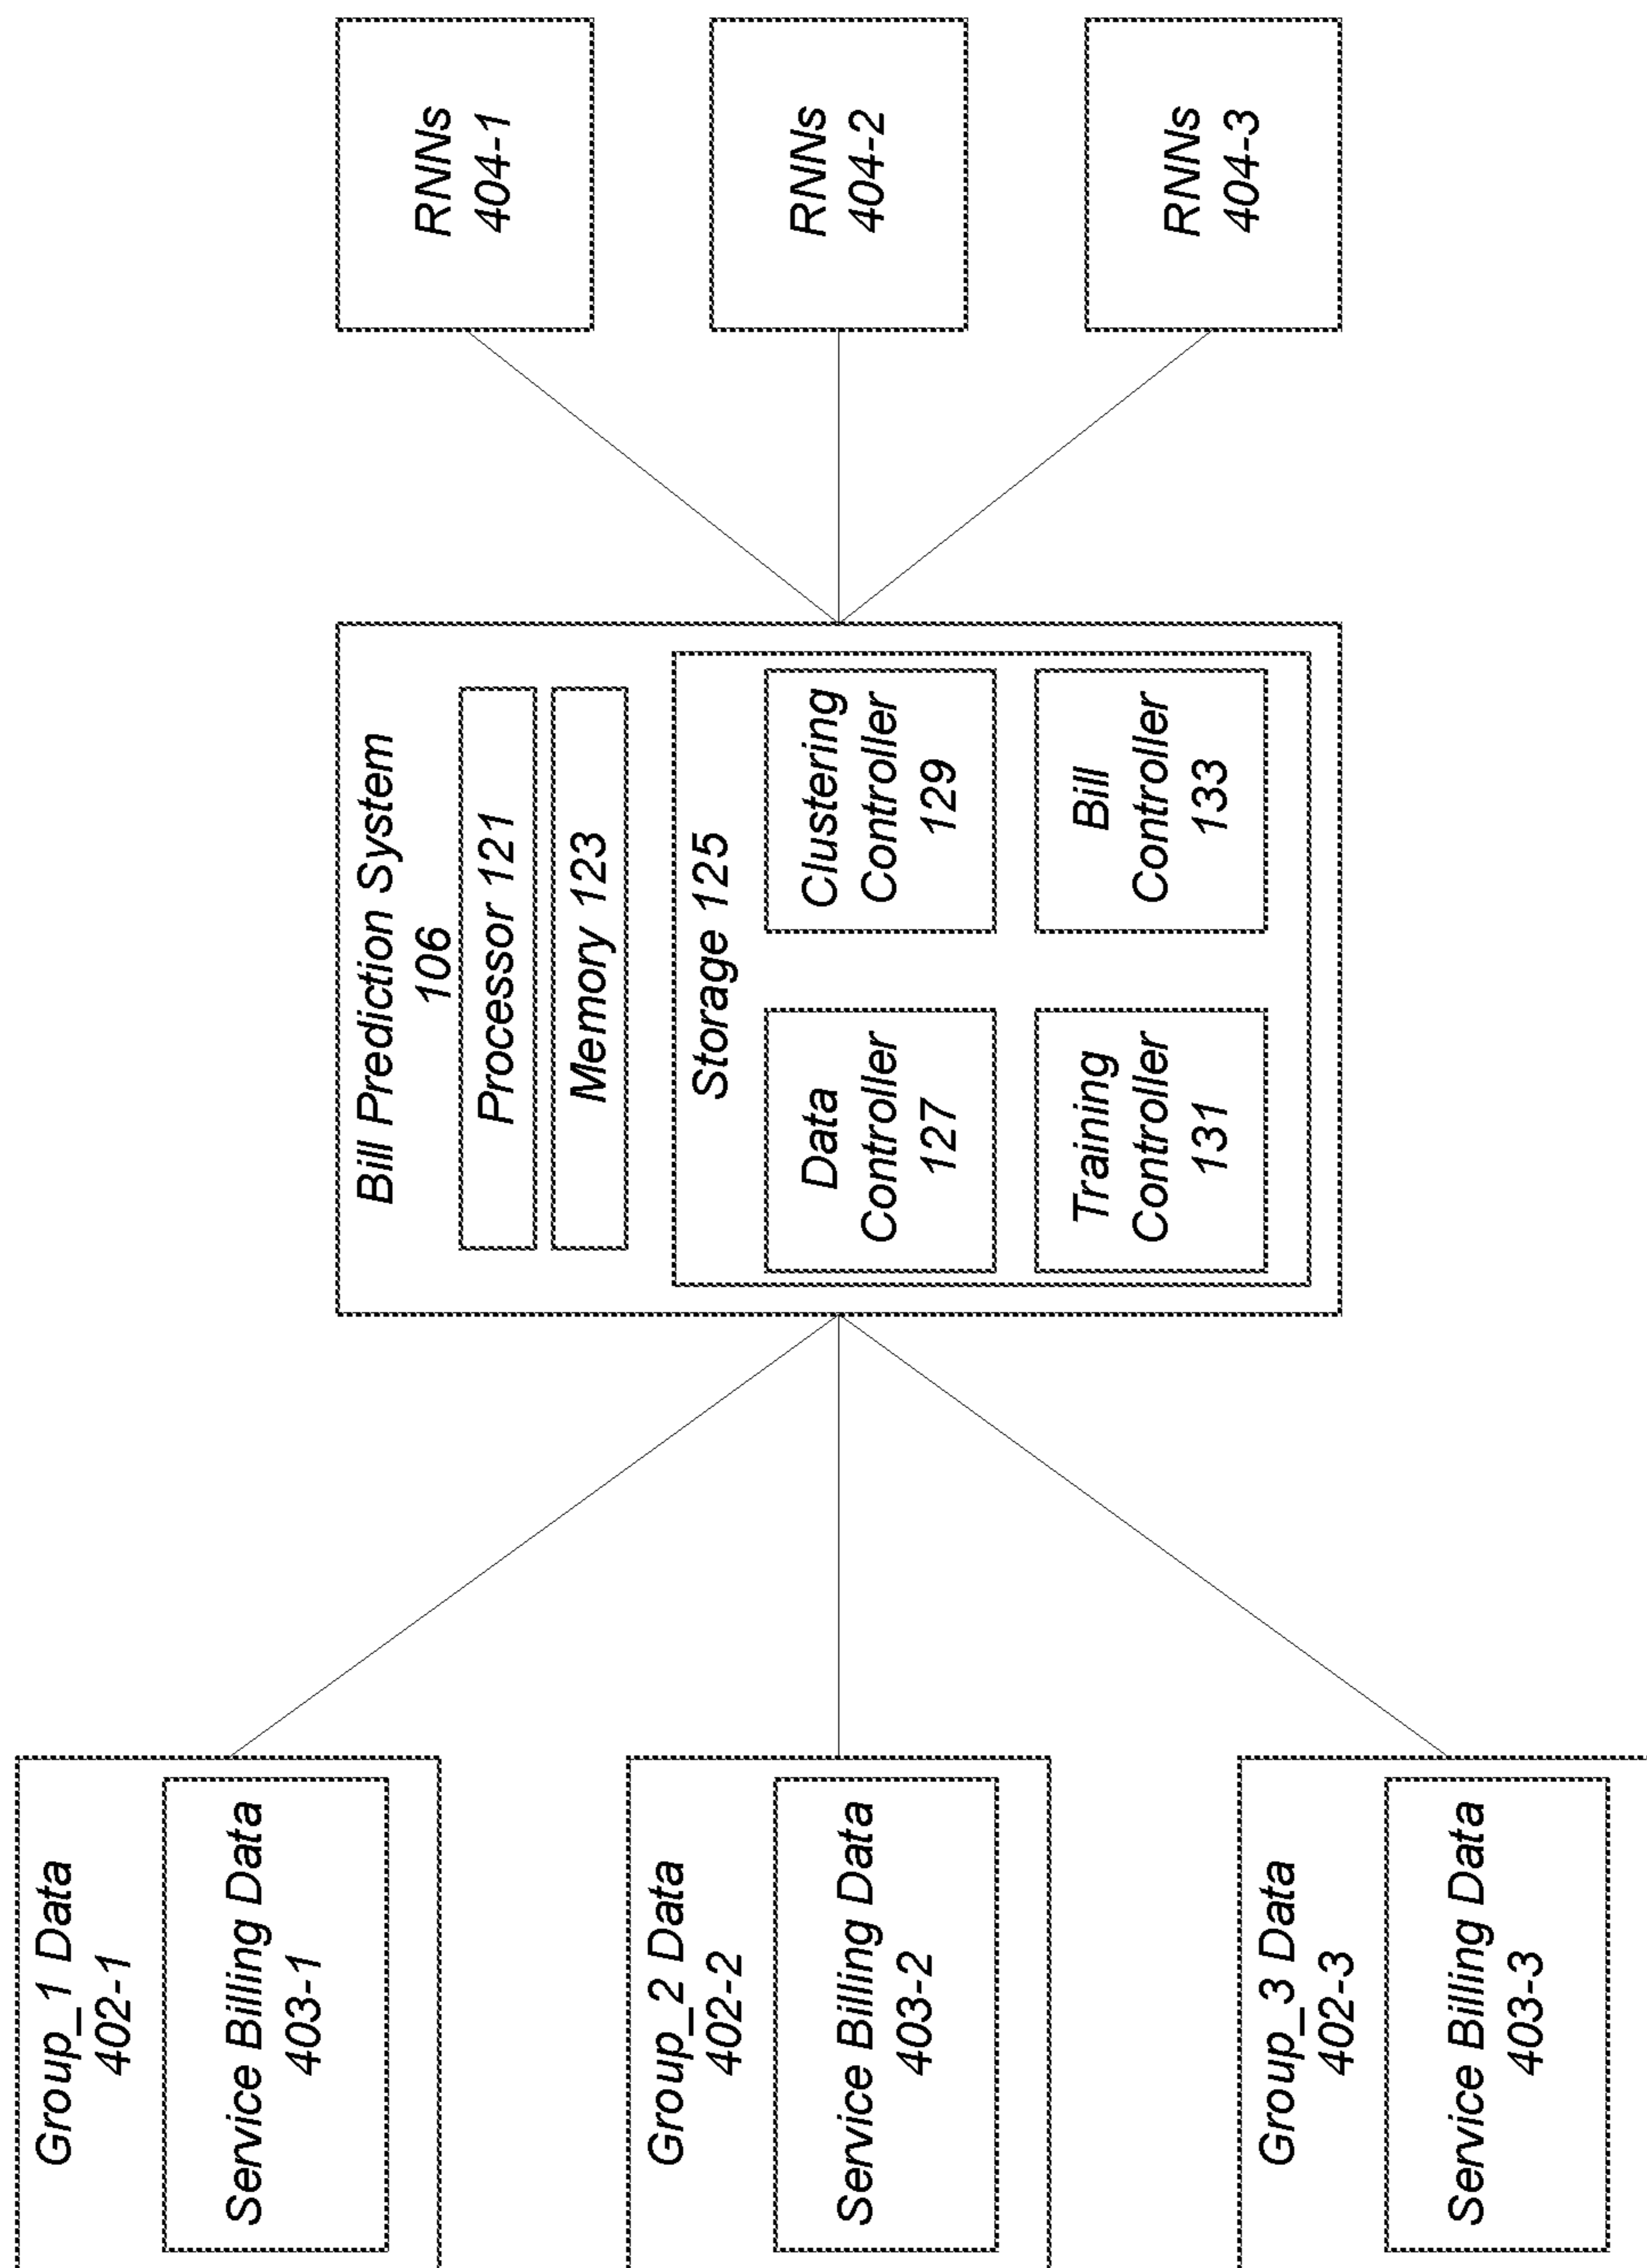 Group_1 Data
402-1
Service Billing Data
403-1
Group_2 Data
402-2
Service Billing Data
403-2
Group_3 Data
402-3
Service Billing Data
403-3
Bill Prediction System
106
Processor 121
Memory 123
Storage 125
Data
Controller
127
Clustering
Controller
129
Training
Controller
131
Bill
Controller
133
RNNs
404-1
RNNs
404-2
RNNs
404-3